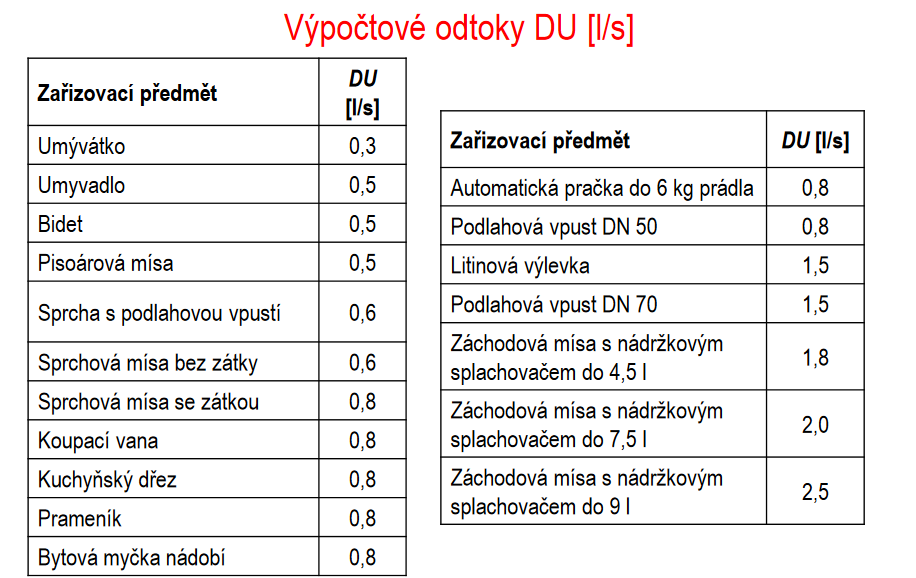 Výpočtové odtoky DU [l/s]
Zařizovací předmět DU [l/s]
Umývátko 0,3
Umyvadlo 0,5
Bidet 0,5
Pisoárová mísa 0,5
Sprcha s podlahovou vpustí 0,6
Sprchová mísa bez zátky 0,6
Sprchová mísa se zátkou 0,8
Koupací vana 0,8
Kuchyňský dřez 0,8
Prameník 0,8
Bytová myčka nádobí 0,8
Zařizovací předmět DU [l/s]
Automatická pračka do 6 kg prádla 0,8
Podlahová vpust DN 50 0,8
Litinová výlevka 1,5
Podlahová vpust DN 70 1,5
Záchodová mísa s nádržkovým
splachovačem do 4,5 l 1,8
Záchodová mísa s nádržkovým
splachovačem do 7,5 l 2,0
Záchodová mísa s nádržkovým
splachovačem do 9 l 2,5